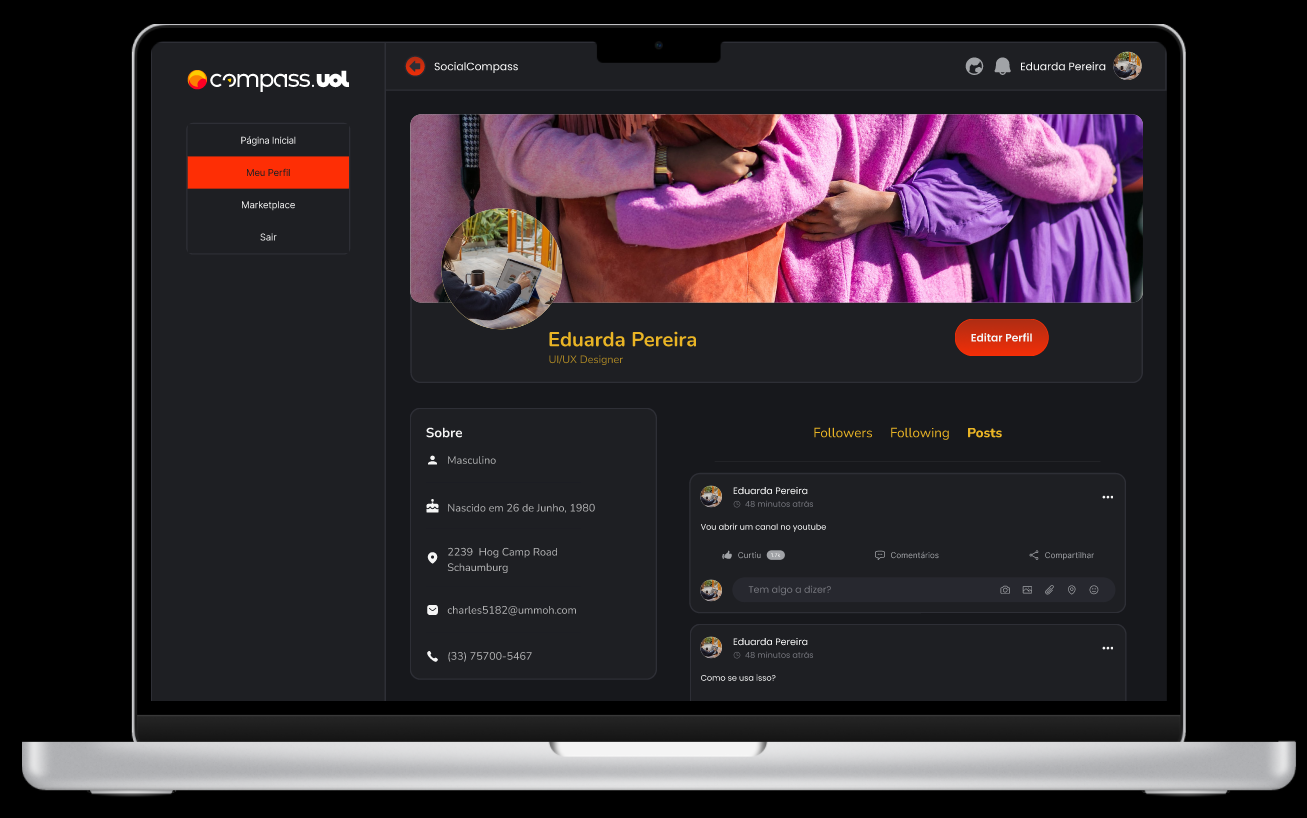 compass.uol
SocialCompass
Eduarda Pereira
Página Inicial
Meu Perfil
Marketplace
Sair
Eduarda Pereira
UI/UX Designer
Editar Perfil
Sobre
Masculino
Nascido em 26 de Junho, 1980
2239 Hog Camp Road
Schaumburg
charles5182@ummoh.com
(33) 75700-5467
Followers Following Posts
Eduarda Pereira
48 minutos atrás
Vou abrir um canal no youtube
Curtiu
Comentários
Compartilhar
Tem algo a dizer?
Eduarda Pereira
48 minutos atrás
Como se usa isso?